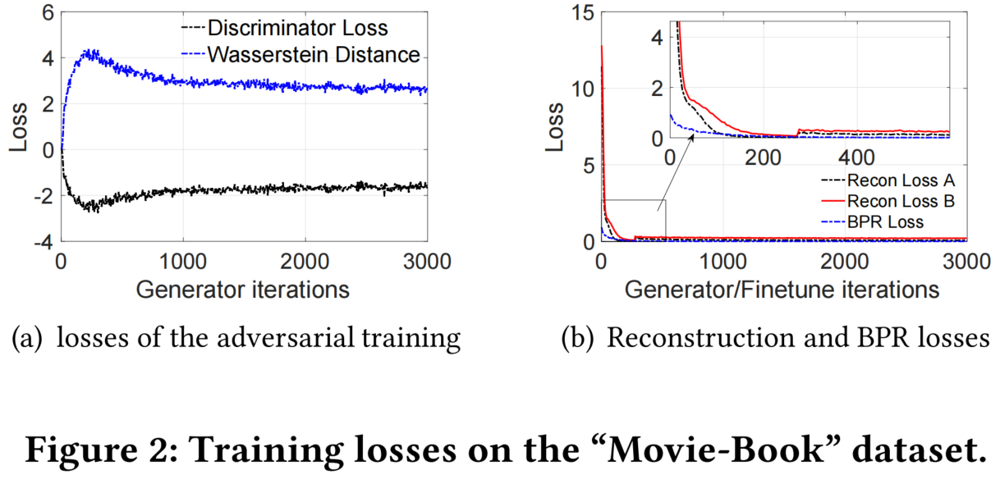 6
4
2
0
-2
-4
Loss
Discriminator Loss
Wasserstein Distance
0
1000
2000
3000
Generator iterations
(a) losses of the adversarial training
15
10
5
0
Loss
4
2
0
0
200
400
Recon Loss A
Recon Loss B
BPR Loss
0
1000
2000
3000
Generator/Finetune iterations
(b) Reconstruction and BPR losses
Figure 2: Training losses on the “Movie-Book” dataset.